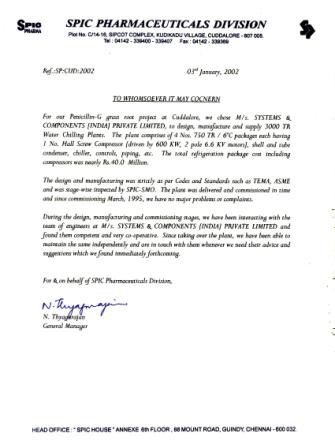 SPIC PHARMACEUTICALS DIVISION
Plot No. C/14-16, SIPCOT COMPLEX, KUDIKADU VILLAGE, CUDDALORE - 607 005.
Phone : 04142 - 339400 - 339407 Fax : 04142 - 339369
SPIC
PHARMA
SPIC
Ref.:SP:CUD:2002
03rd January, 2002
TO WHOMSOEVER IT MAY COCNERN
For our Penicillin-G grass root project at Cuddalore, we chose M/s. SYSTEMS &
COMPONENTS [INDIA] PRIVATE LIMITED, to design, manufacture and supply 3000 TR
Water Chilling Plants. The plant comprises of 4 Nos. 750 TR / 6°C packages each having
1 No. Hall Screw Compressor [driven by 600 KW, 2 pole 6.6 KV motors], shell and tube
condenser, chiller, controls, piping, etc. The total refrigeration package cost including
compressors was nearly Rs.40.0 Million.
The design and manufacturing was strictly as per Codes and Standards such as TEMA, ASME
and was stage-wise inspected by SPIC-SMO. The plant was delivered and commissioned in time
and since commissioning March, 1995, we have no major problems or complaints.
During the design, manufacturing and commissioning stages, we have been interacting with the
team of engineers at M/s. SYSTEMS & COMPONENTS [INDIA] PRIVATE LIMITED and
found them competent and very co-operative. Since taking over the plant, we have been able to
maintain the same independently and are in touch with them whenever we need their advice and
suggestions which we found immediately forthcoming.
For &, on behalf of SPIC Pharmaceuticals Division,
N. Thyagarajan
N. Thyagarajan
General Manager
HEAD OFFICE : " SPIC HOUSE " ANNEXE 6th FLOOR , 88 MOUNT ROAD, GUINDY, CHENNAI - 600 032.